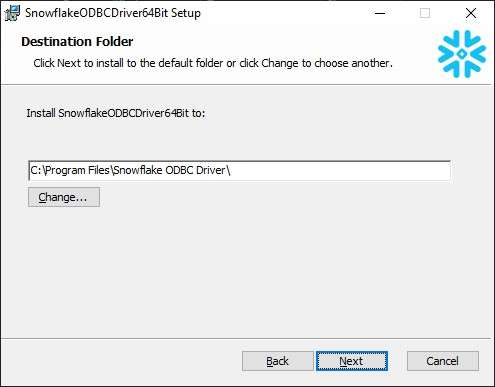 SnowflakeODBCDriver64Bit Setup
Destination Folder
Click Next to install to the default folder or click Change to choose another.
Install SnowflakeODBCDriver64Bit to:
C:\Program Files\Snowflake ODBC Driver\
Change...
Back Next Cancel